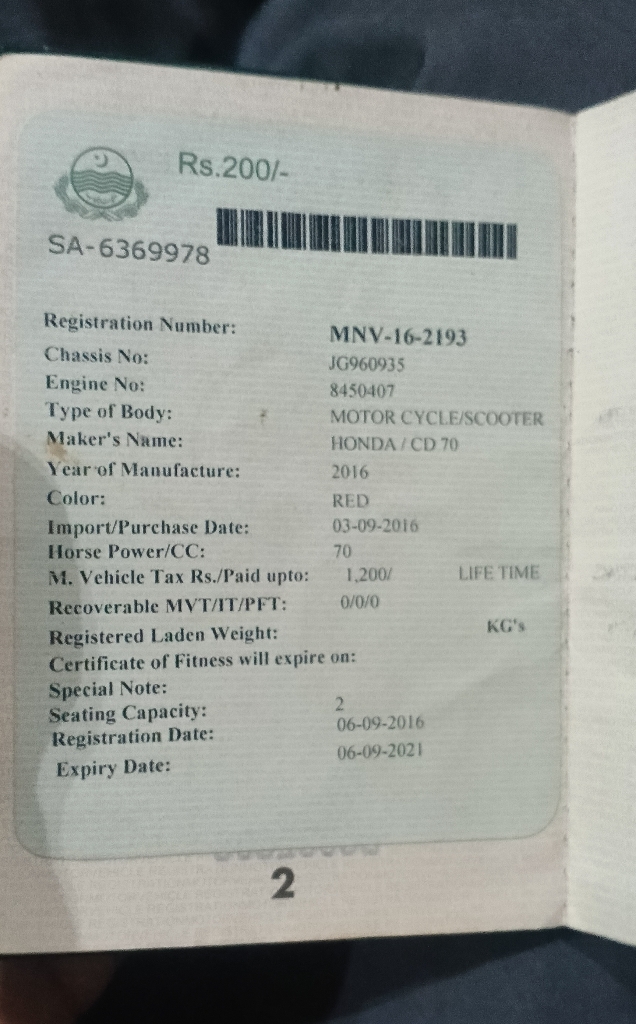 Rs.200/-
SA-6369978
Registration Number: MNV-16-2193
Chassis No: JG960935
Engine No: 8450407
Type of Body: MOTOR CYCLE/SCOOTER
Maker's Name: HONDA / CD 70
Year of Manufacture: 2016
Color: RED
Import/Purchase Date: 03-09-2016
Horse Power/CC: 70
M. Vehicle Tax Rs./Paid upto: 1,200/ LIFE TIME
Recoverable MVT/IT/PFT: 0/0/0
Registered Laden Weight: KG's
Certificate of Fitness will expire on:
Special Note:
Seating Capacity: 2
Registration Date: 06-09-2016
Expiry Date: 06-09-2021
2